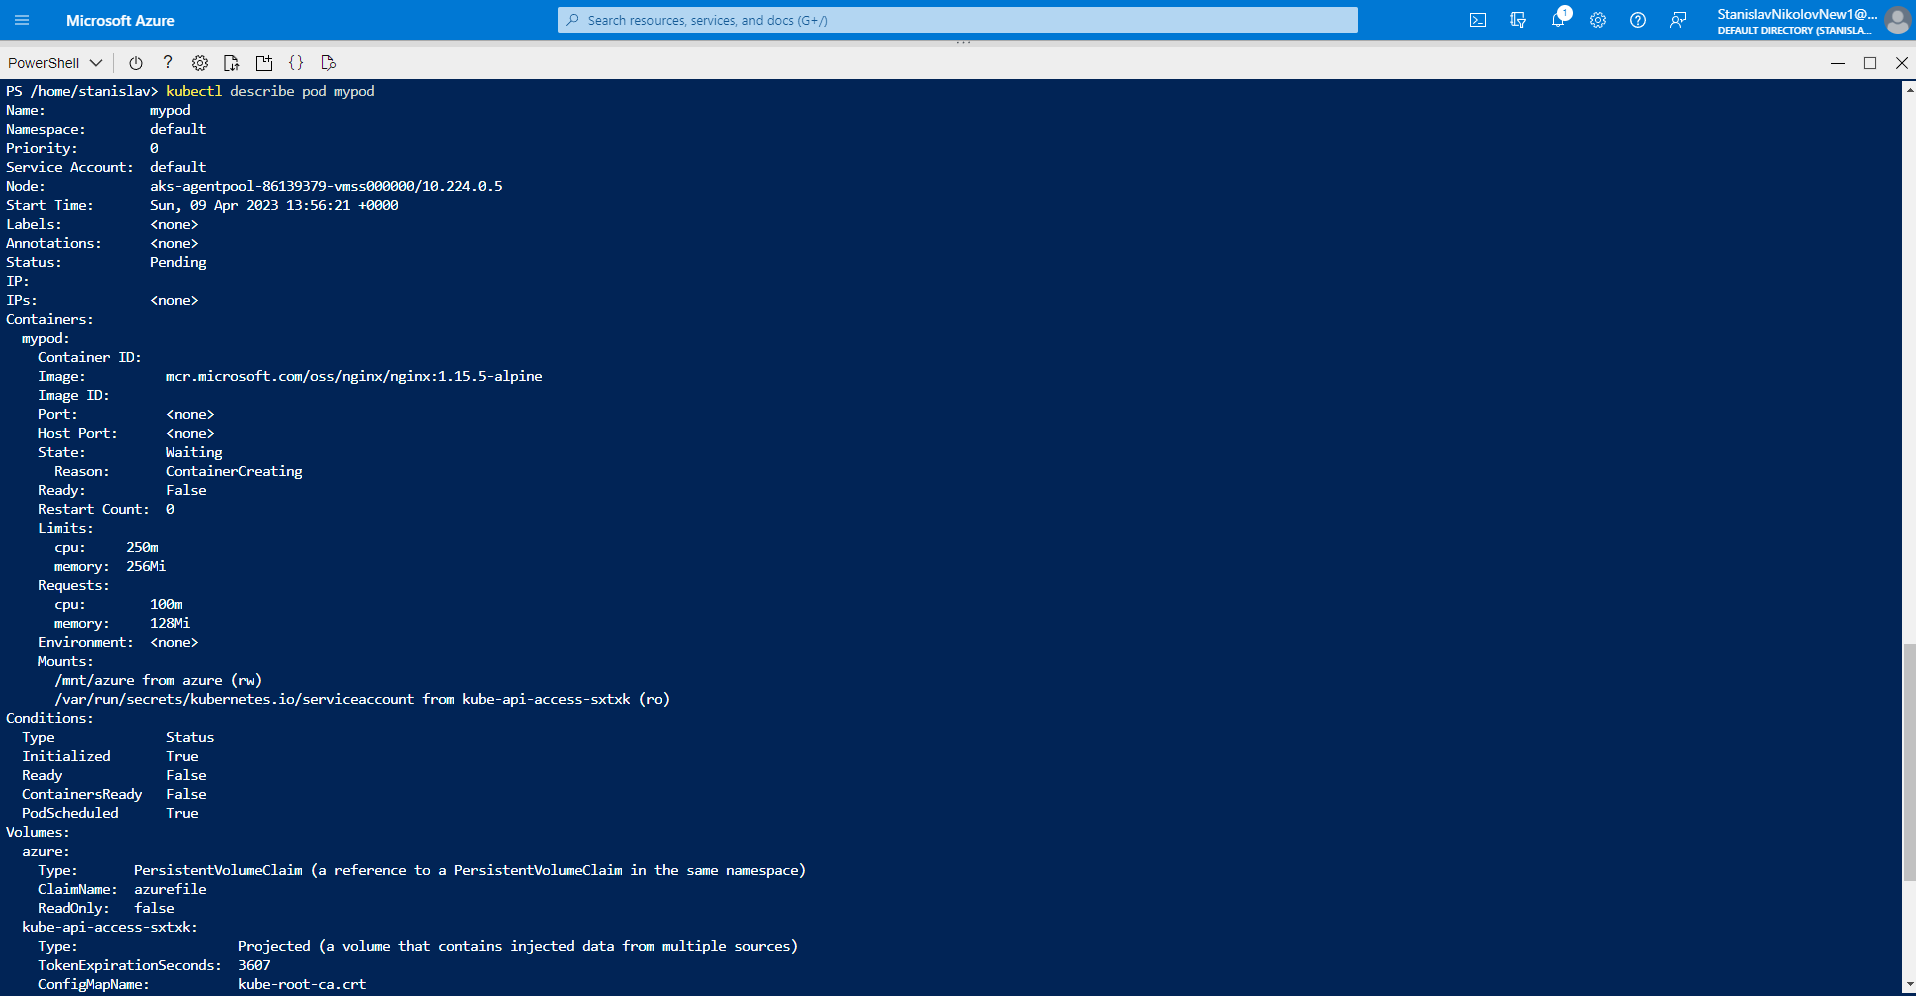 Microsoft Azure
Search resources, services, and docs (G+/)
1
StanislavNikolovNew1@...
DEFAULT DIRECTORY (STANISLA...
PowerShell
PS /home/stanislav> kubectl describe pod mypod
Name:             mypod
Namespace:        default
Priority:         0
Service Account:  default
Node:             aks-agentpool-86139379-vmss000000/10.224.0.5
Start Time:       Sun, 09 Apr 2023 13:56:21 +0000
Labels:           <none>
Annotations:      <none>
Status:           Pending
IP:
IPs:              <none>
Containers:
  mypod:
    Container ID:
    Image:          mcr.microsoft.com/oss/nginx/nginx:1.15.5-alpine
    Image ID:
    Port:           <none>
    Host Port:      <none>
    State:          Waiting
      Reason:       ContainerCreating
    Ready:          False
    Restart Count:  0
    Limits:
      cpu:     250m
      memory:  256Mi
    Requests:
      cpu:        100m
      memory:     128Mi
    Environment:  <none>
    Mounts:
      /mnt/azure from azure (rw)
      /var/run/secrets/kubernetes.io/serviceaccount from kube-api-access-sxtxk (ro)
Conditions:
  Type              Status
  Initialized       True
  Ready             False
  ContainersReady   False
  PodScheduled      True
Volumes:
  azure:
    Type:       PersistentVolumeClaim (a reference to a PersistentVolumeClaim in the same namespace)
    ClaimName:  azurefile
    ReadOnly:   false
  kube-api-access-sxtxk:
    Type:                    Projected (a volume that contains injected data from multiple sources)
    TokenExpirationSeconds:  3607
    ConfigMapName:           kube-root-ca.crt